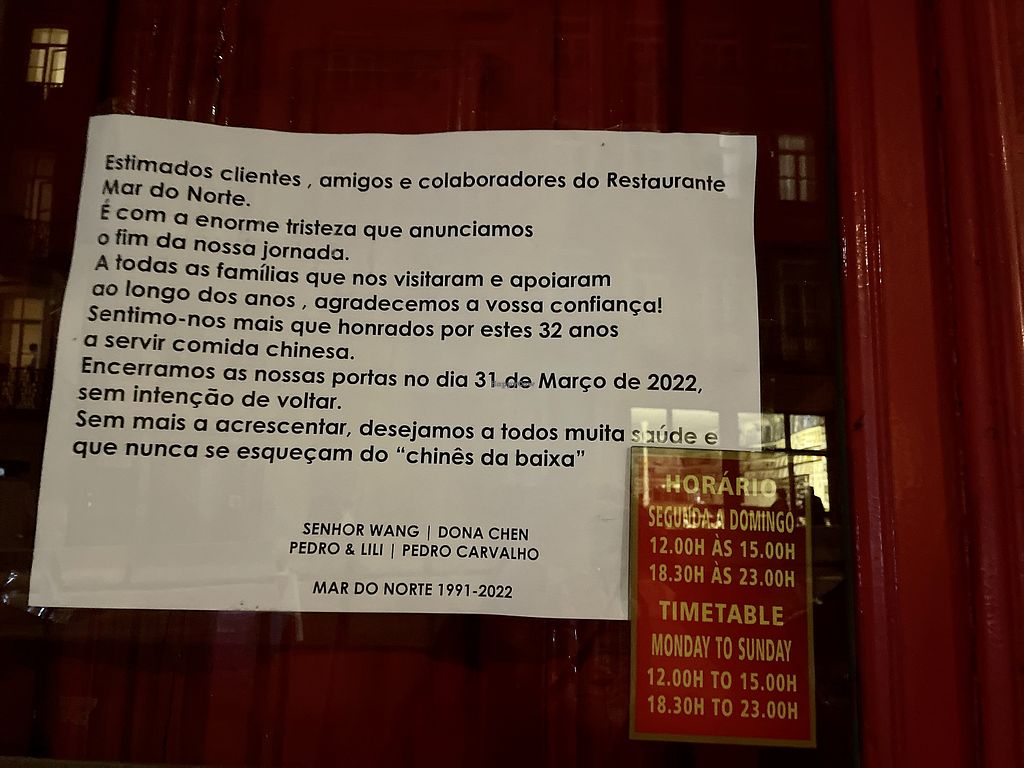 Estimados clientes , amigos e colaboradores do Restaurante
Mar do Norte.
É com a enorme tristeza que anunciamos
o fim da nossa jornada.
A todas as famílias que nos visitaram e apoiaram
ao longo dos anos , agradecemos a vossa confiança!
Sentimo-nos mais que honrados por estes 32 anos
a servir comida chinesa.
Encerramos as nossas portas no dia 31 de Março de 2022,
sem intenção de voltar.
Sem mais a acrescentar, desejamos a todos muita saúde e
que nunca se esqueçam do “chinês da baixa”
SENHOR WANG | DONA CHEN
PEDRO & LILI | PEDRO CARVALHO
MAR DO NORTE 1991-2022
HORÁRIO
SEGUNDA A DOMINGO
12.00H ÀS 15.00H
18.30H ÀS 23.00H
TIMETABLE
MONDAY TO SUNDAY
12.00H TO 15.00H
18.30H TO 23.00H